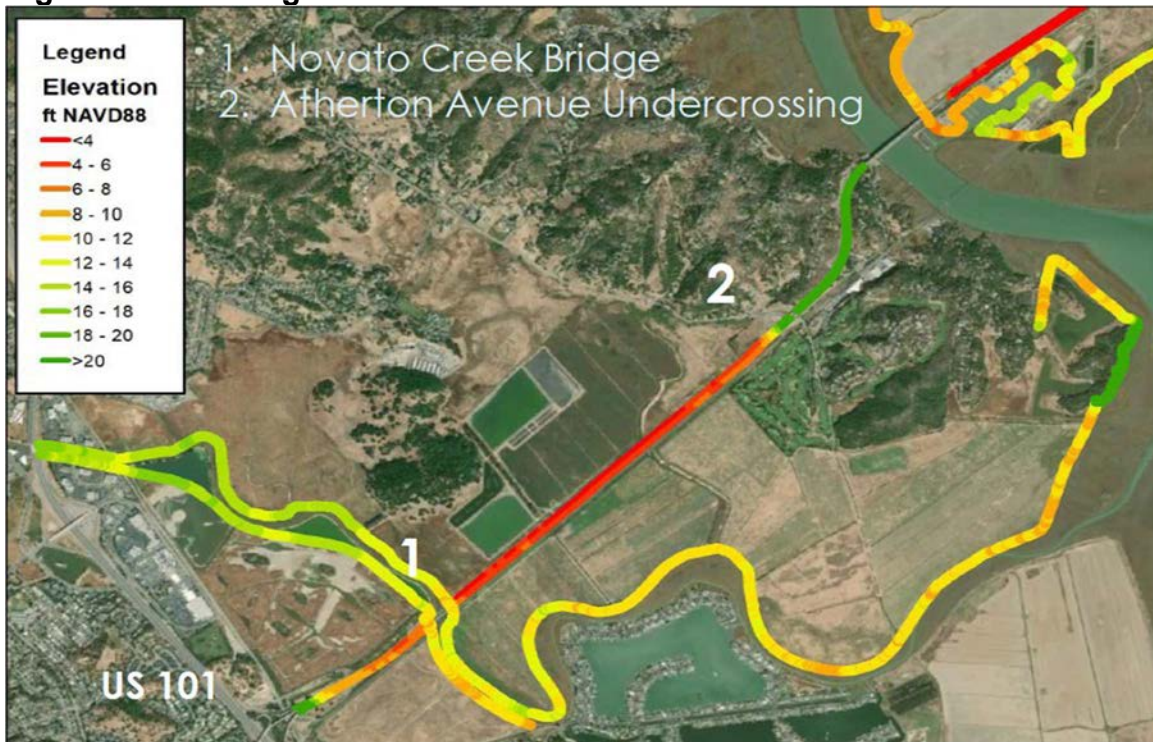 Legend
Elevation
ft NAVD88
<4
4 - 6
6 - 8
8 - 10
10 - 12
12 - 14
14 - 16
16 - 18
18 - 20
>20
1. Novato Creek Bridge
2. Atherton Avenue Undercrossing
2
1
US 101